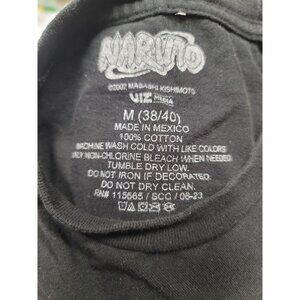 NARUTO
©2002 MASASHI KISHIMOTO
VIZ MEDIA
M (38/40)
MADE IN MEXICO
100% COTTON
MACHINE WASH COLD WITH LIKE COLORS
ONLY NON-CHLORINE BLEACH WHEN NEEDED
TUMBLE DRY LOW.
DO NOT IRON IF DECORATED.
DO NOT DRY CLEAN.
RN# 115565 / SCC / 06-23